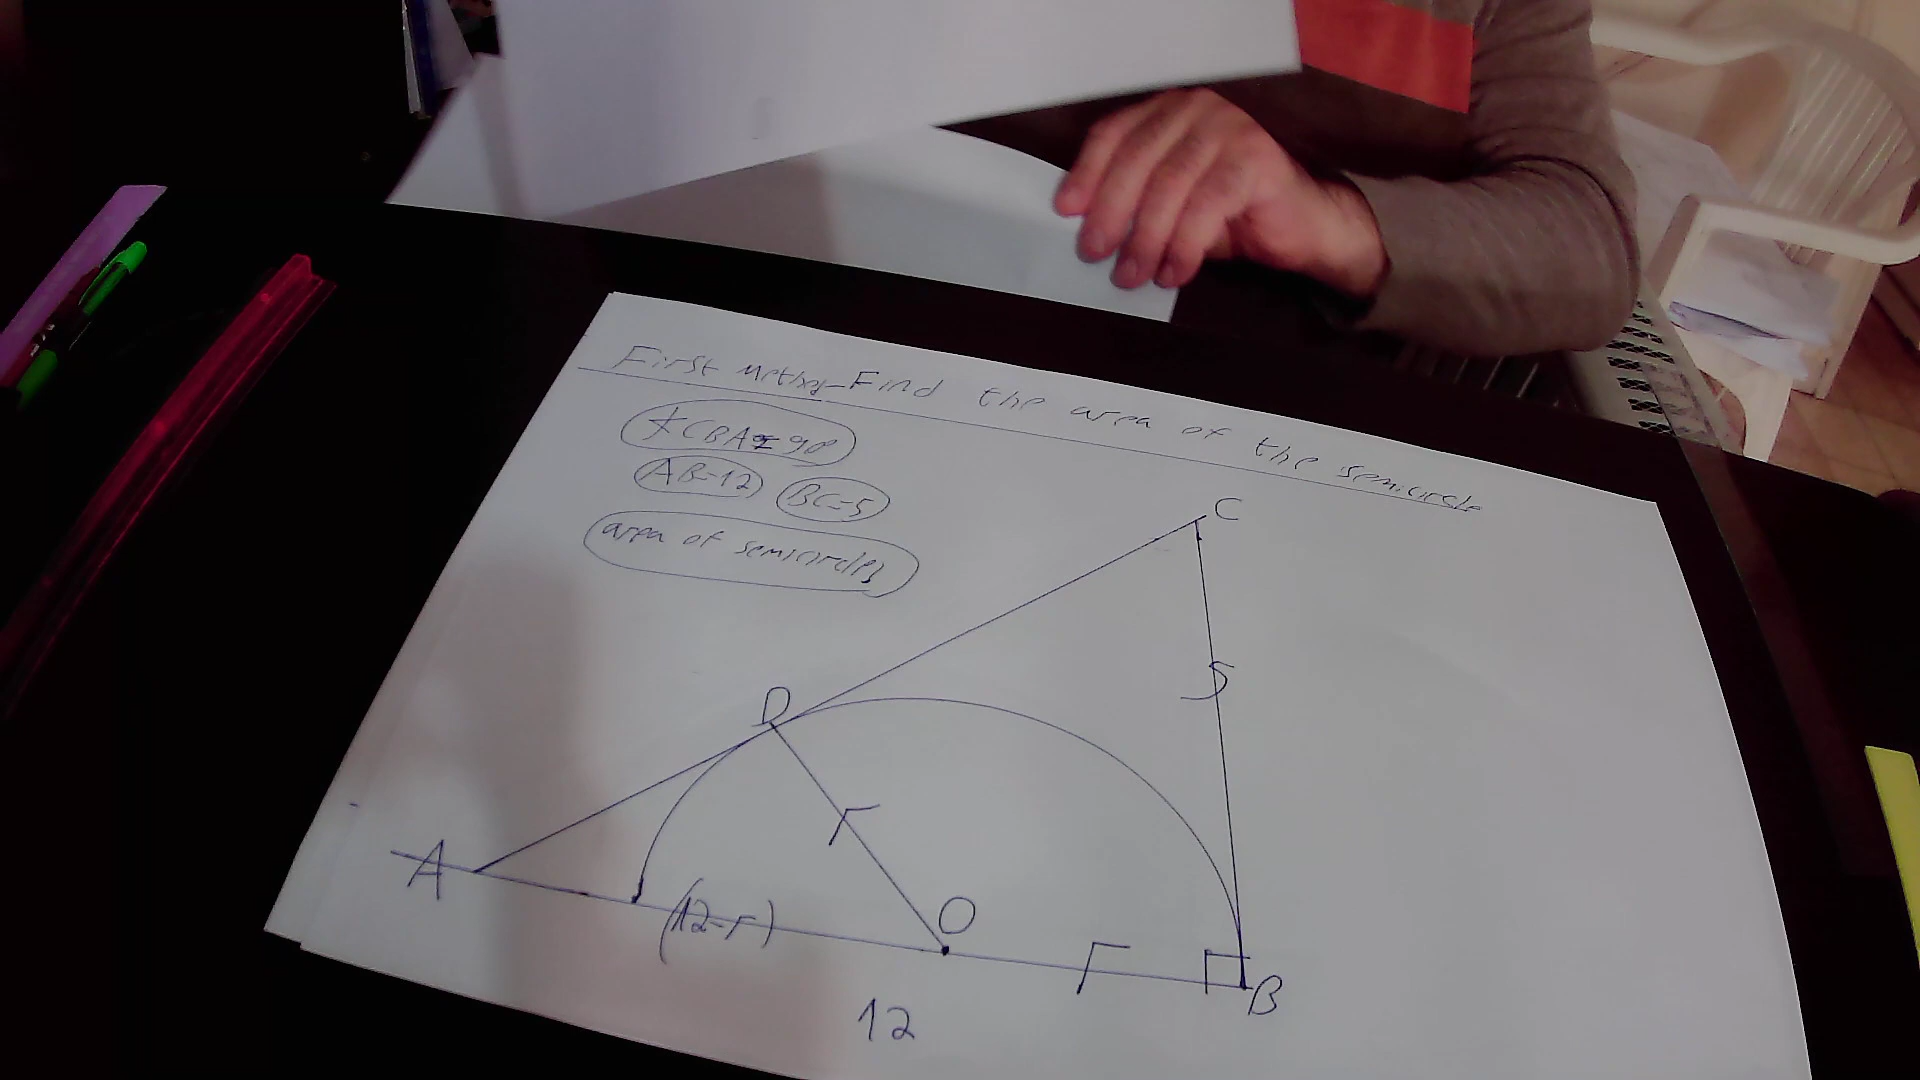 First Method-Find the area of the semicircle
∡CBA=90
AB=12 BC=5
area of semicircle?
C
5
D
r
A
(12-r)
O
r
B
12